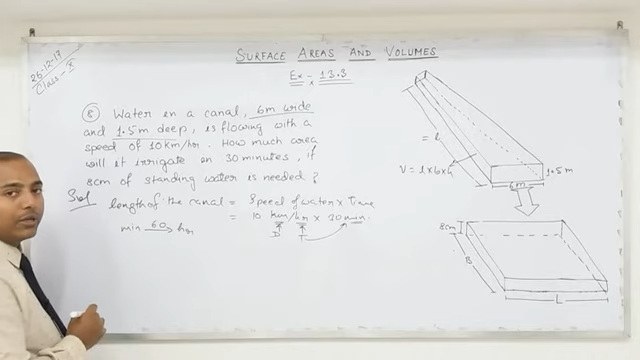 26-12-17
Class-X
SURFACE AREAS AND VOLUMES
Ex :- 13.3
⑧ Water in a canal, 6m wide
and 1.5m deep, is flowing with a
speed of 10km/hr. How much area
will it irrigate in 30 minutes, if
8cm of standing water is needed?
Sol length of the canal = Speed of water x Time
= 10 km/hr x 30 min.
D T
min 60→ hrs
= l
V = l x 6 x
1.5m
6m
8cm
B
L